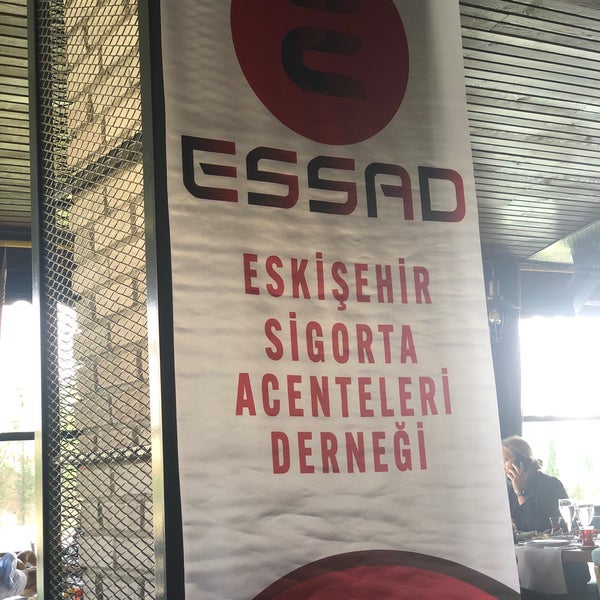 ESSAD
ESKİŞEHİR
SİGORTA
ACENTELERİ
DERNEĞİ